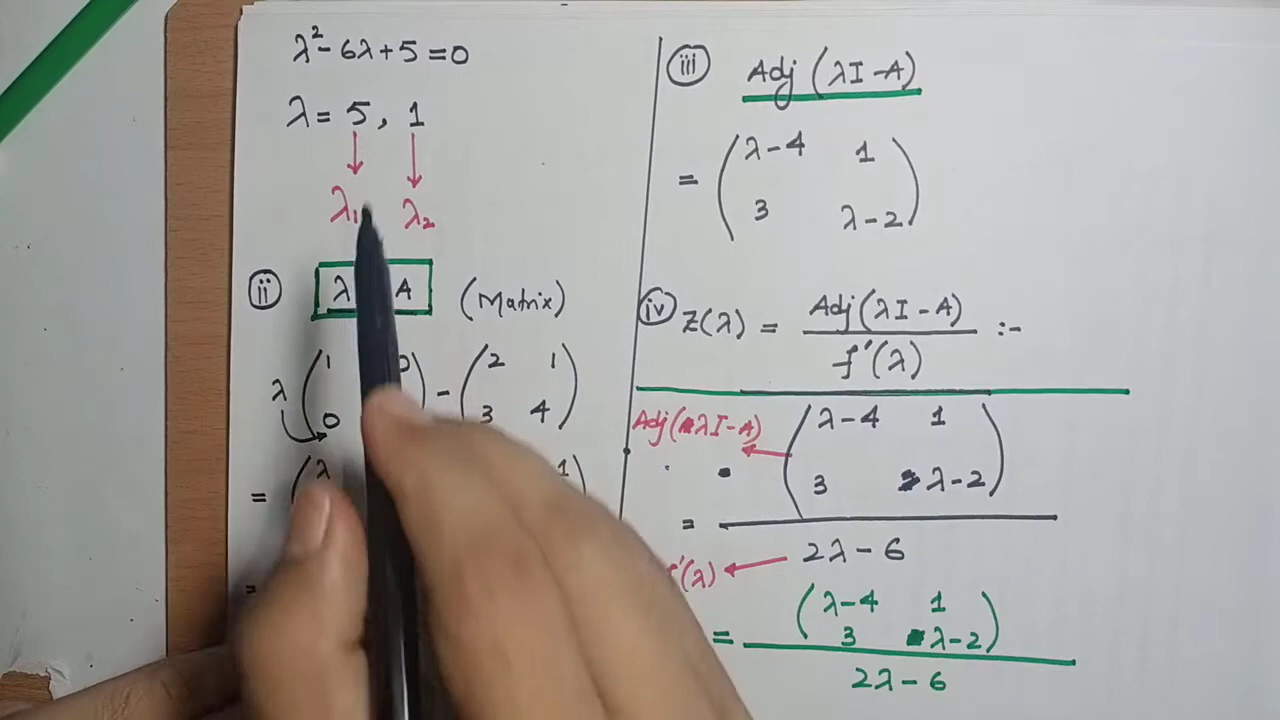 λ² - 6λ + 5 = 0
λ = 5, 1
λ₁ λ₂
ii λ A (Matrix)
λ ( 1 0 ) - ( 2 1 )
0 3 4
= ( λ 1 )
=
iii Adj (λI - A)
= ( λ-4 1 )
3 λ-2
iv Z(λ) = Adj(λI - A) :-
f'(λ)
Adj(λI-A) ( λ-4 1 )
3 λ-2
=
'(λ) 2λ - 6
= ( λ-4 1 )
3 λ-2
2λ - 6